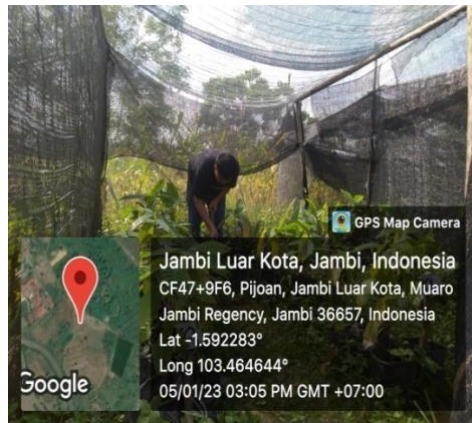 GPS Map Camera
Jambi Luar Kota, Jambi, Indonesia
CF47+9F6, Pijoan, Jambi Luar Kota, Muaro
Jambi Regency, Jambi 36657, Indonesia
Lat -1.592283°
Long 103.464644°
05/01/23 03:05 PM GMT +07:00
Google